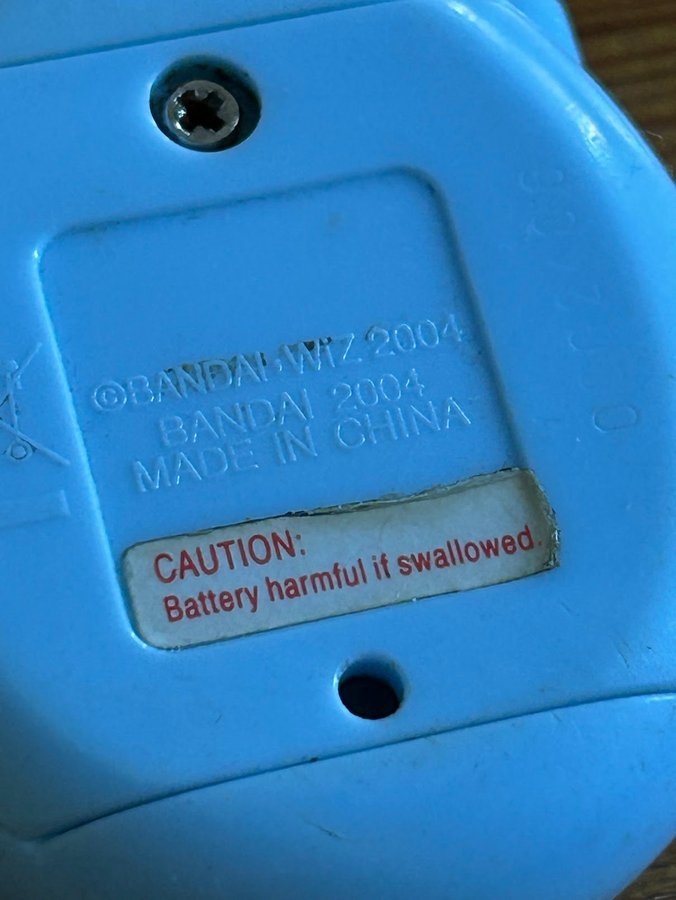 ©BANDAI•WiZ 2004
BANDAI 2004
MADE IN CHINA
CAUTION:
Battery harmful if swallowed.